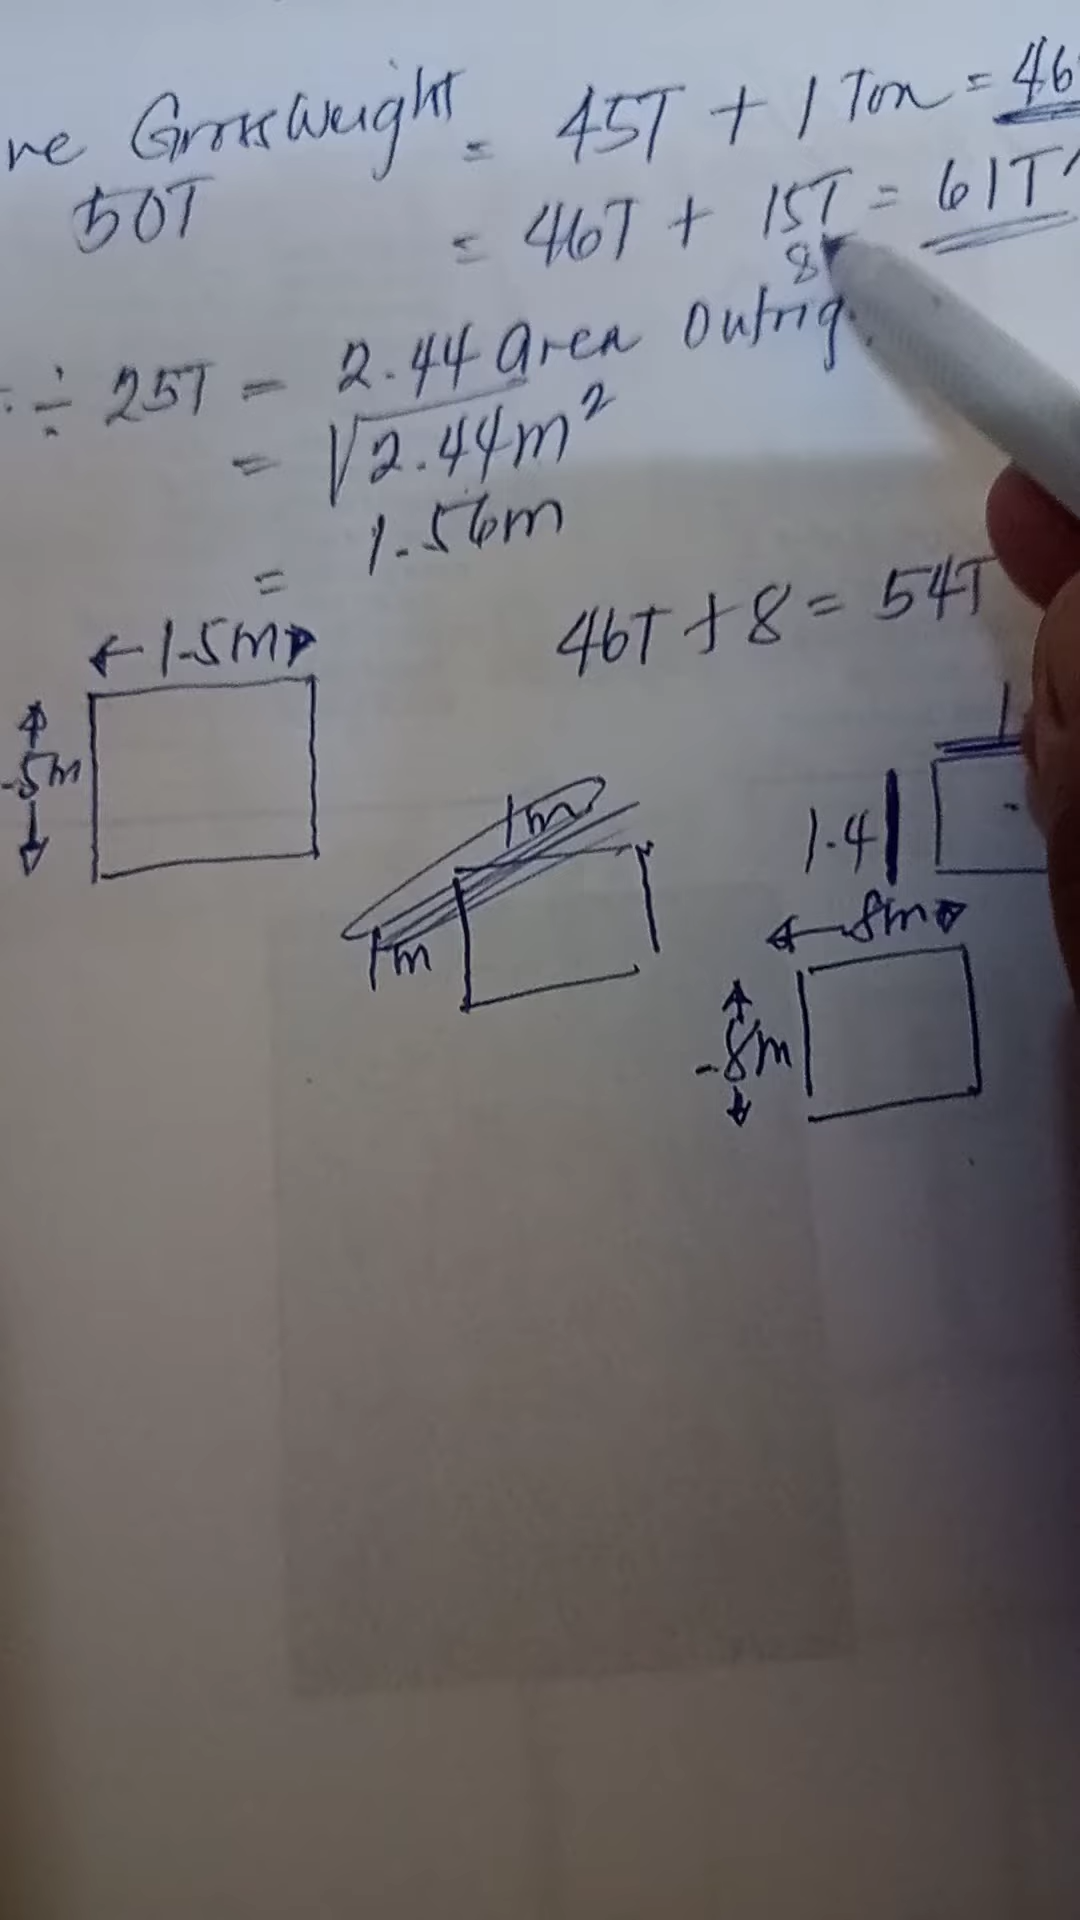 re Gross Weight = 45T + 1 Ton = 46
50T = 46T + 15T = 61T
8
÷ 25T = 2.44 area Outrig.
= √2.44m²
= 1.56m
46T + 8 = 54T
1.5m
.5m
1m
1m
1.4
.8m
.8m